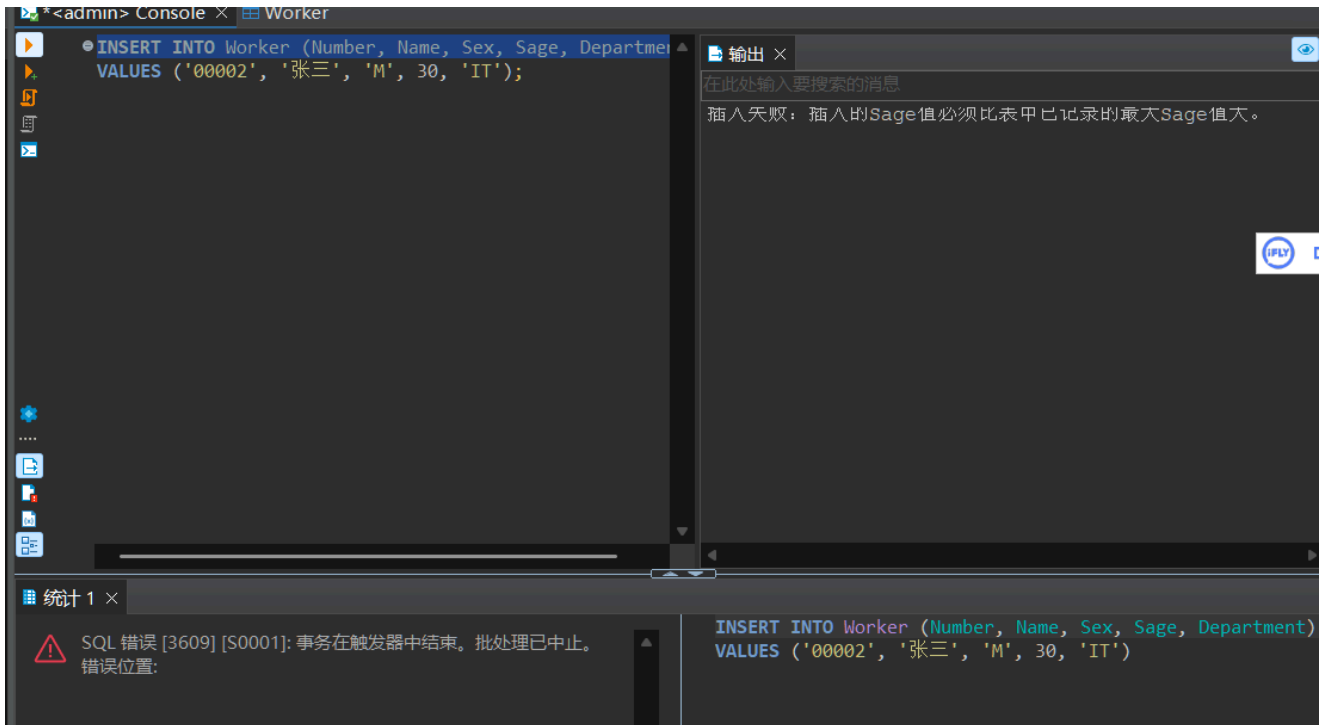 *<admin> Console × Worker
INSERT INTO Worker (Number, Name, Sex, Sage, Departmen
VALUES ('00002', '张三', 'M', 30, 'IT');
输出 ×
在此处输入要搜索的消息
插入失败：插入的Sage值必须比表中已记录的最大Sage值大。
iFLY
统计 1 ×
SQL 错误 [3609] [S0001]: 事务在触发器中结束。批处理已中止。
错误位置:
INSERT INTO Worker (Number, Name, Sex, Sage, Department)
VALUES ('00002', '张三', 'M', 30, 'IT')